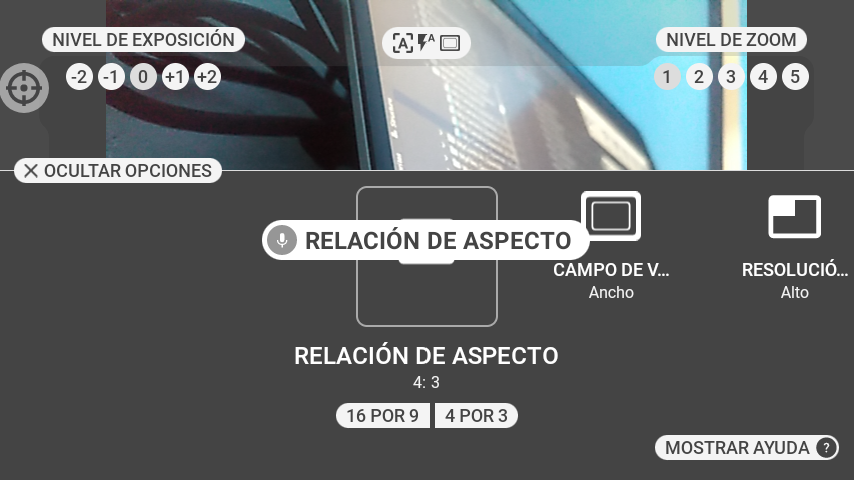 NIVEL DE EXPOSICIÓN
NIVEL DE ZOOM
-2 -1 0 +1 +2
1 2 3 4 5
OCULTAR OPCIONES
RELACIÓN DE ASPECTO
CAMPO DE V...
Ancho
RESOLUCIÓ...
Alto
RELACIÓN DE ASPECTO
4: 3
16 POR 9
4 POR 3
MOSTRAR AYUDA ?